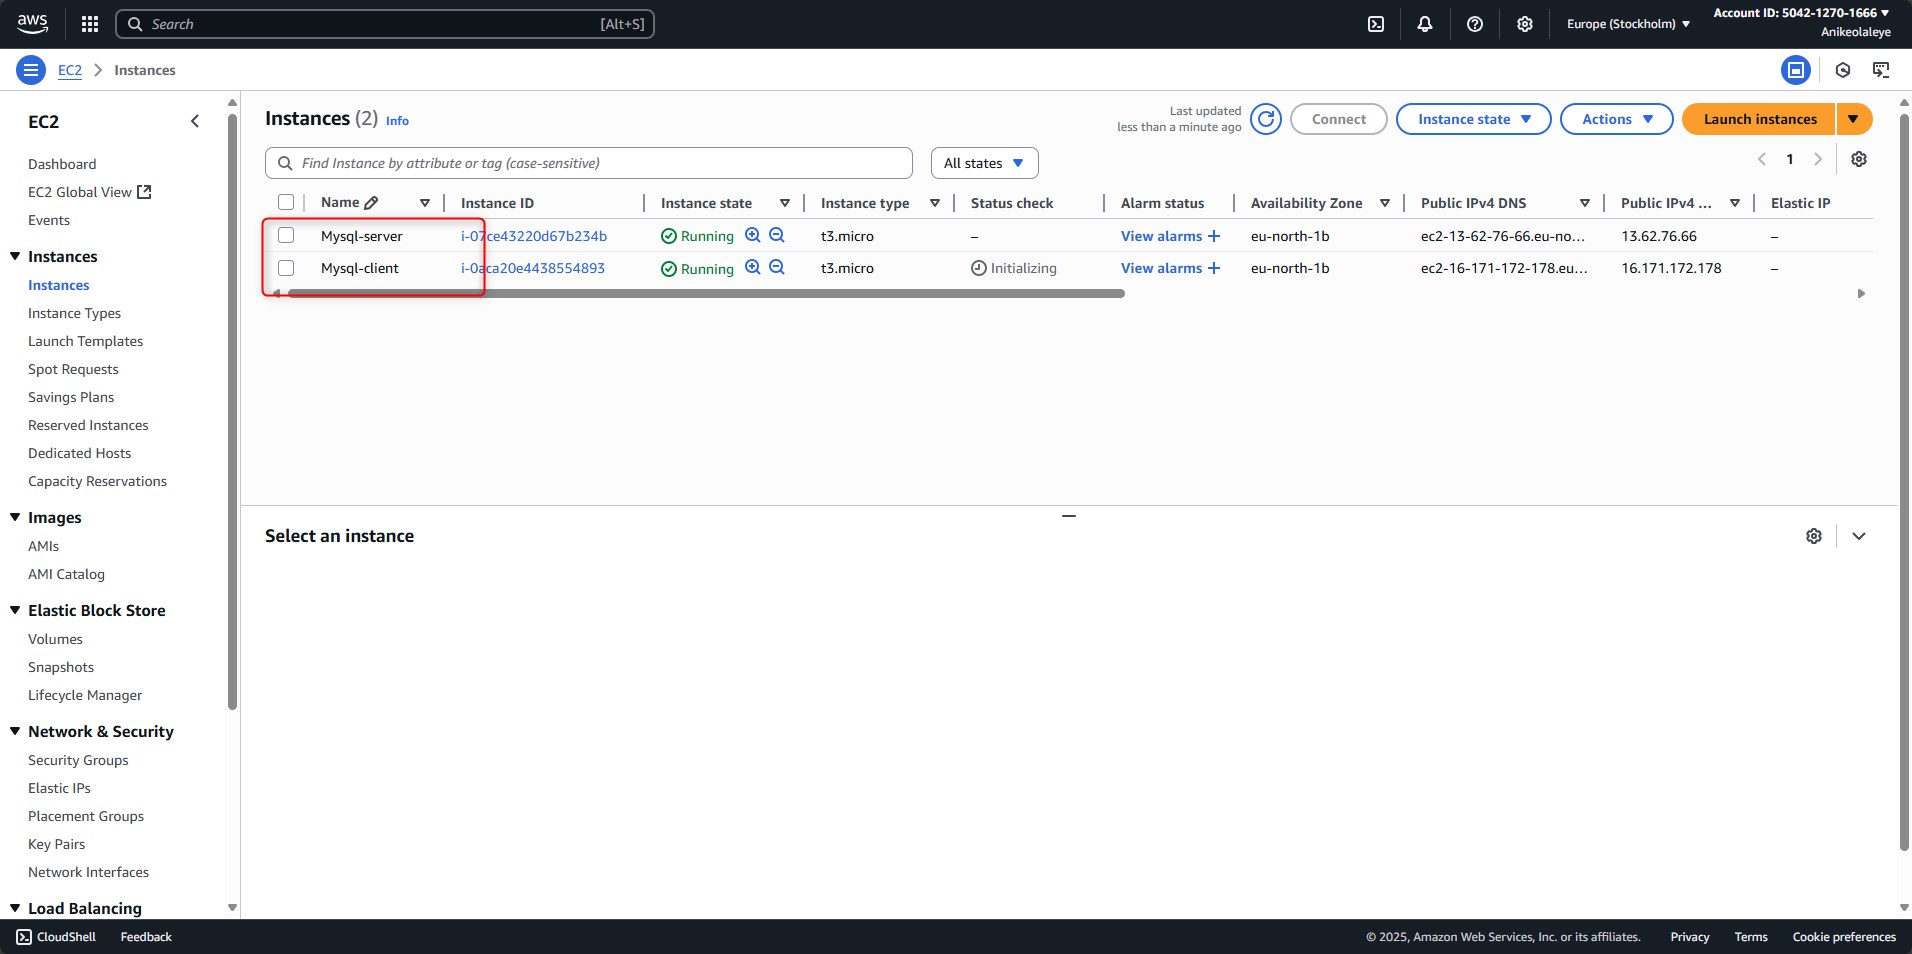 aws
Search [Alt+S]
Europe (Stockholm)
Account ID: 5042-1270-1666
Anikeolaleye
EC2 Instances
EC2
Dashboard
EC2 Global View
Events
Instances
Instances
Instance Types
Launch Templates
Spot Requests
Savings Plans
Reserved Instances
Dedicated Hosts
Capacity Reservations
Images
AMIs
AMI Catalog
Elastic Block Store
Volumes
Snapshots
Lifecycle Manager
Network & Security
Security Groups
Elastic IPs
Placement Groups
Key Pairs
Network Interfaces
Load Balancing
Instances (2) Info
Last updated
less than a minute ago
Connect Instance state Actions Launch instances
Find Instance by attribute or tag (case-sensitive) All states 1
Name Instance ID Instance state Instance type Status check Alarm status Availability Zone Public IPv4 DNS Public IPv4 ... Elastic IP
Mysql-server i-07ce43220d67b234b Running t3.micro – View alarms + eu-north-1b ec2-13-62-76-66.eu-no... 13.62.76.66 –
Mysql-client i-0aca20e4438554893 Running t3.micro Initializing View alarms + eu-north-1b ec2-16-171-172-178.eu... 16.171.172.178 –
Select an instance
CloudShell Feedback © 2025, Amazon Web Services, Inc. or its affiliates. Privacy Terms Cookie preferences